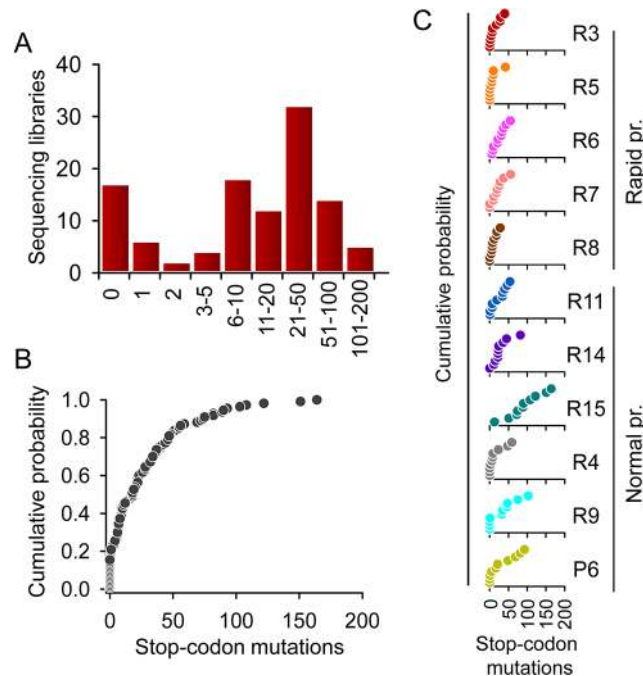 A
Sequencing libraries
40
30
20
10
0
0
1
2
3-5
6-10
11-20
21-50
51-100
101-200
B
Cumulative probability
1.0
0.8
0.6
0.4
0.2
0.0
0
50
100
150
200
Stop-codon mutations
C
Cumulative probability
R3
R5
R6
R7
R8
R11
R14
R15
R4
R9
P6
Rapid pr.
Normal pr.
0
50
100
150
200
Stop-codon
mutations